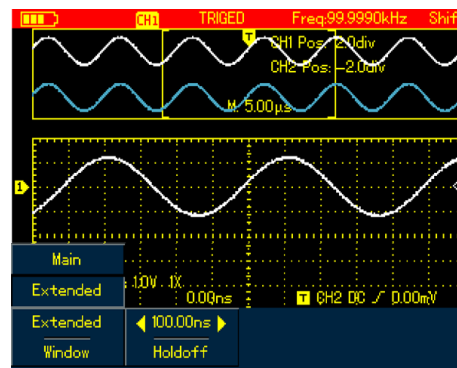 CH1 TRIGED Freq:99.9990kHz Shif
T CH1 Pos: 2.0div
CH2 Pos: -2.0div
M: 5.00µs
1
Main
Extended
1.0V 1X
0.00ns T CH2 DC 0.00mV
Extended
Window
100.00ns
Holdoff